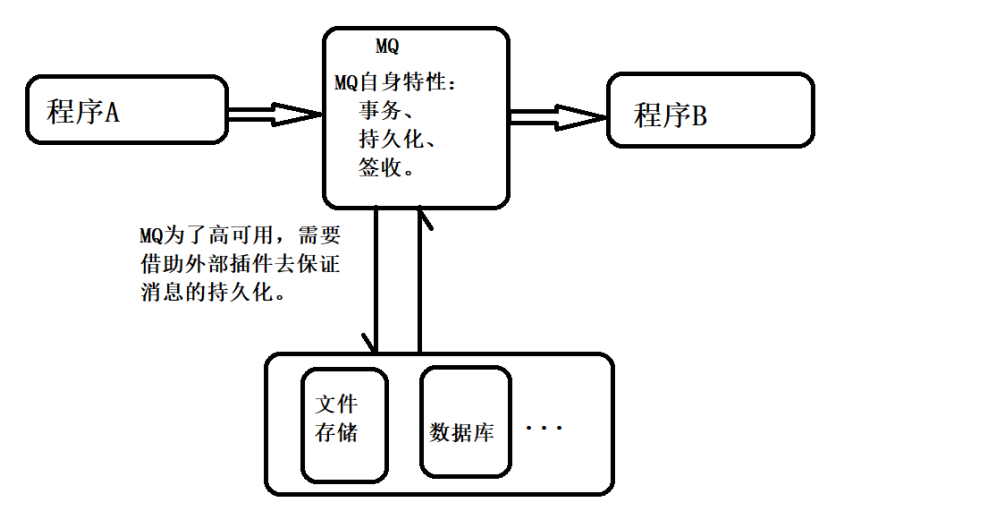 MQ
MQ自身特性:
程序A
事务、
程序B
持久化、
签收。
MQ为了高可用，需要
借助外部插件去保证
消息的持久化。
文件
存储
数据库
...